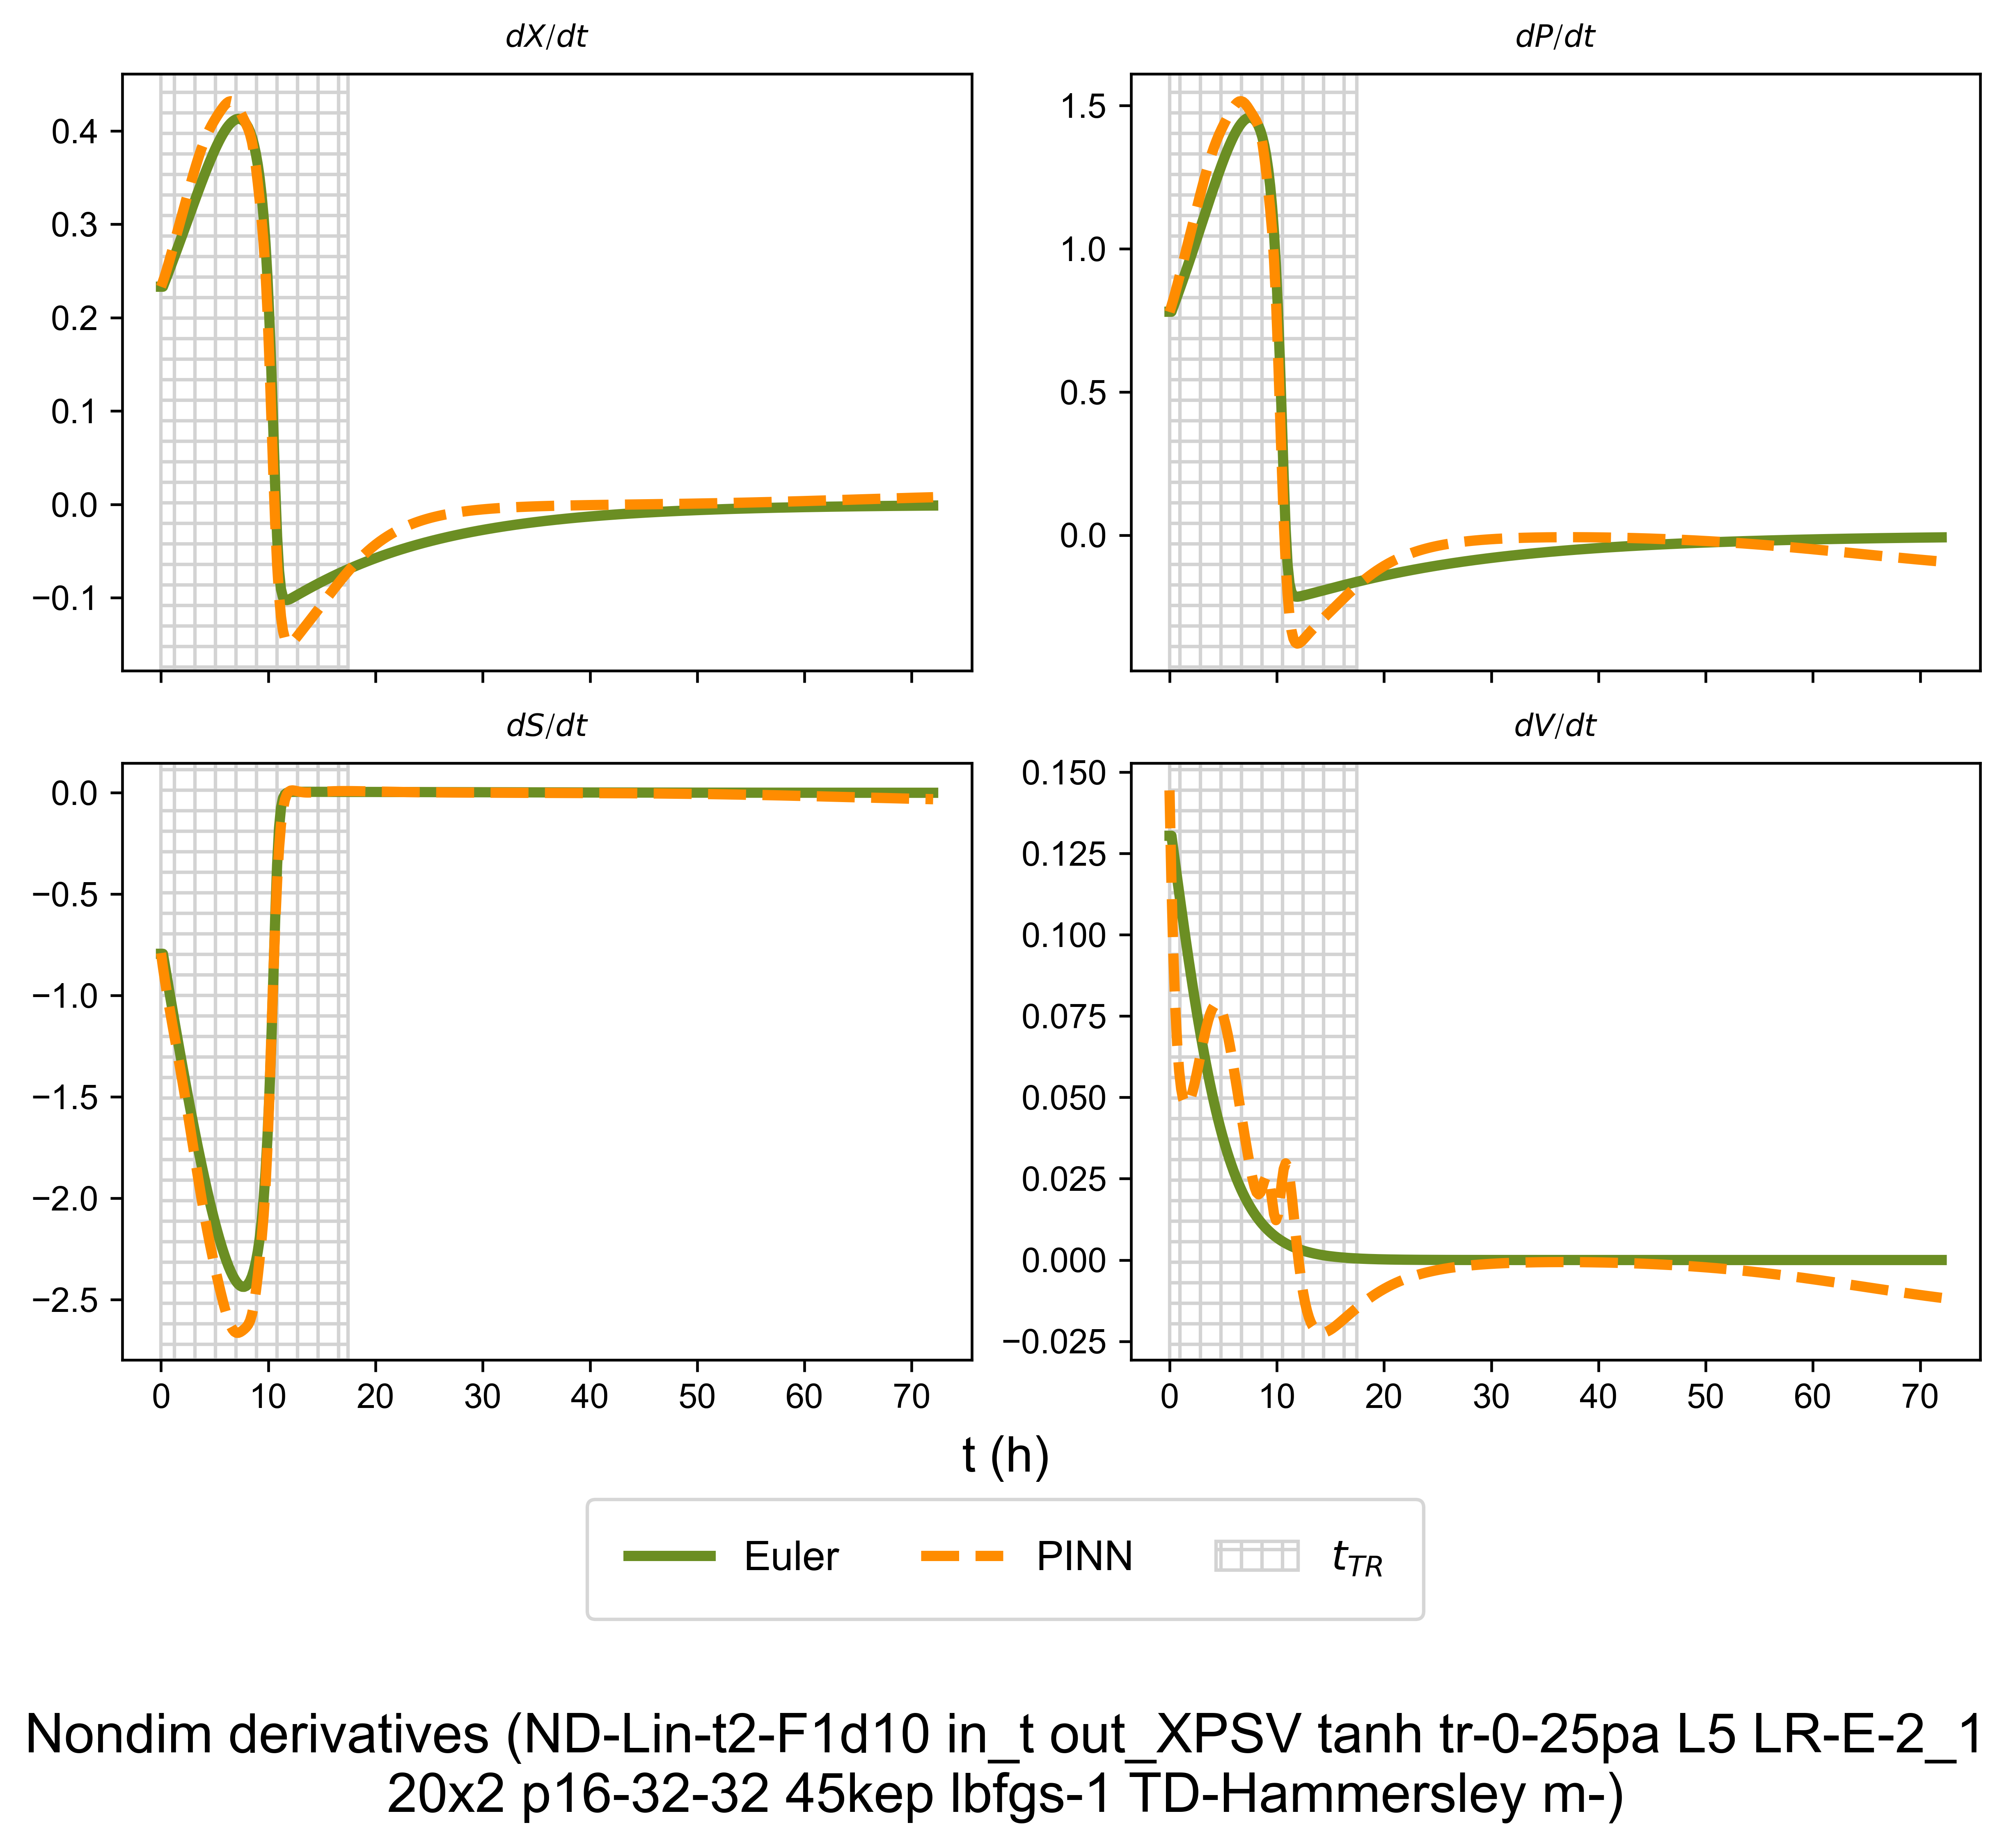 dX/dt
dP/dt
0.4
0.3
0.2
0.1
0.0
−0.1
1.5
1.0
0.5
0.0
dS/dt
dV/dt
0.0
−0.5
−1.0
−1.5
−2.0
−2.5
0.150
0.125
0.100
0.075
0.050
0.025
0.000
−0.025
0 10 20 30 40 50 60 70
0 10 20 30 40 50 60 70
t (h)
Euler PINN t_TR
Nondim derivatives (ND-Lin-t2-F1d10 in_t out_XPSV tanh tr-0-25pa L5 LR-E-2_1
20x2 p16-32-32 45kep lbfgs-1 TD-Hammersley m-)